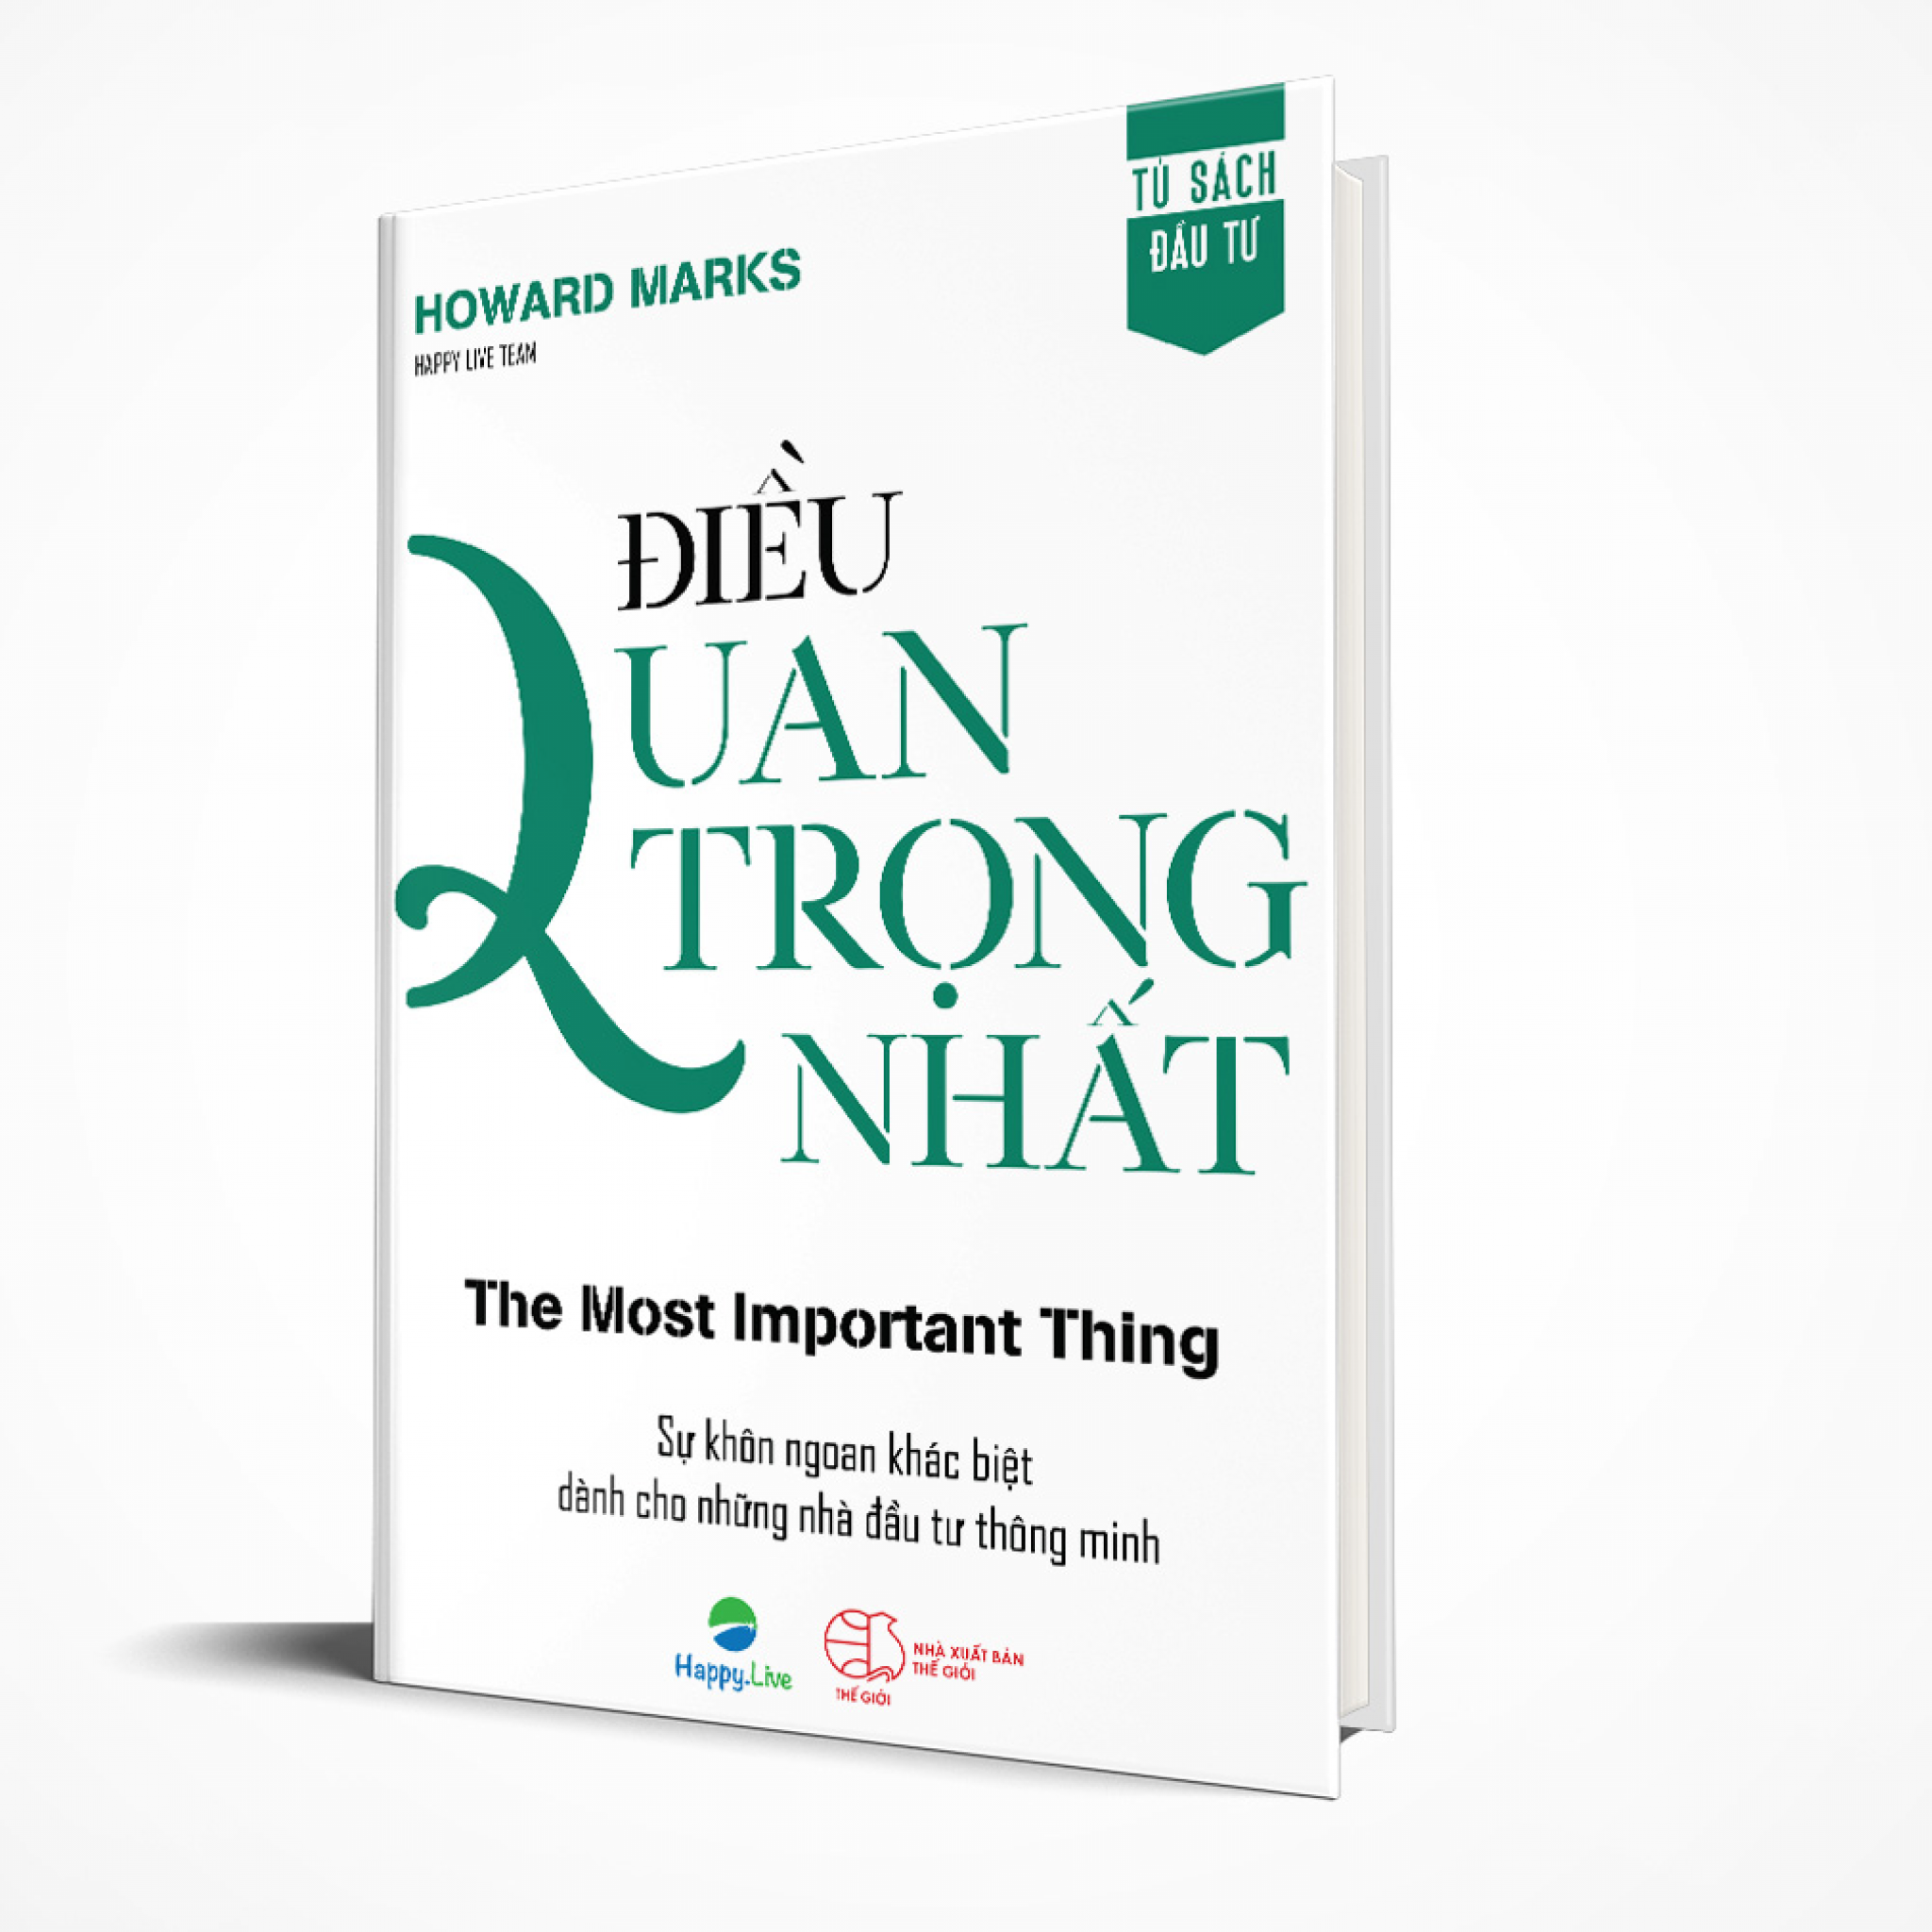 TỦ SÁCH
ĐẦU TƯ
HOWARD MARKS
HAPPY LIVE TEAM
ĐIỀU
QUAN
TRỌNG
NHẤT
The Most Important Thing
Sự khôn ngoan khác biệt
dành cho những nhà đầu tư thông minh
Happy.Live
NHÀ XUẤT BẢN
THẾ GIỚI
THẾ GIỚI